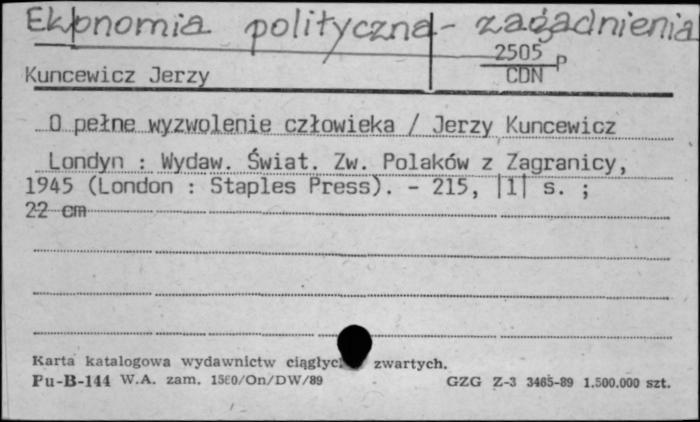 Ekonomia polityczna - zagadnienia
2505 P
CDN
Kuncewicz Jerzy
O pełne wyzwolenie człowieka / Jerzy Kuncewicz
Londyn : Wydaw. Świat. Zw. Polaków z Zagranicy,
1945 (London : Staples Press). - 215, |1| s. ;
22 cm
Karta katalogowa wydawnictw ciągłych zwartych.
Pu-B-144 W.A. zam. 1560/On/DW/89 GZG Z-3 3465-89 1.500.000 szt.